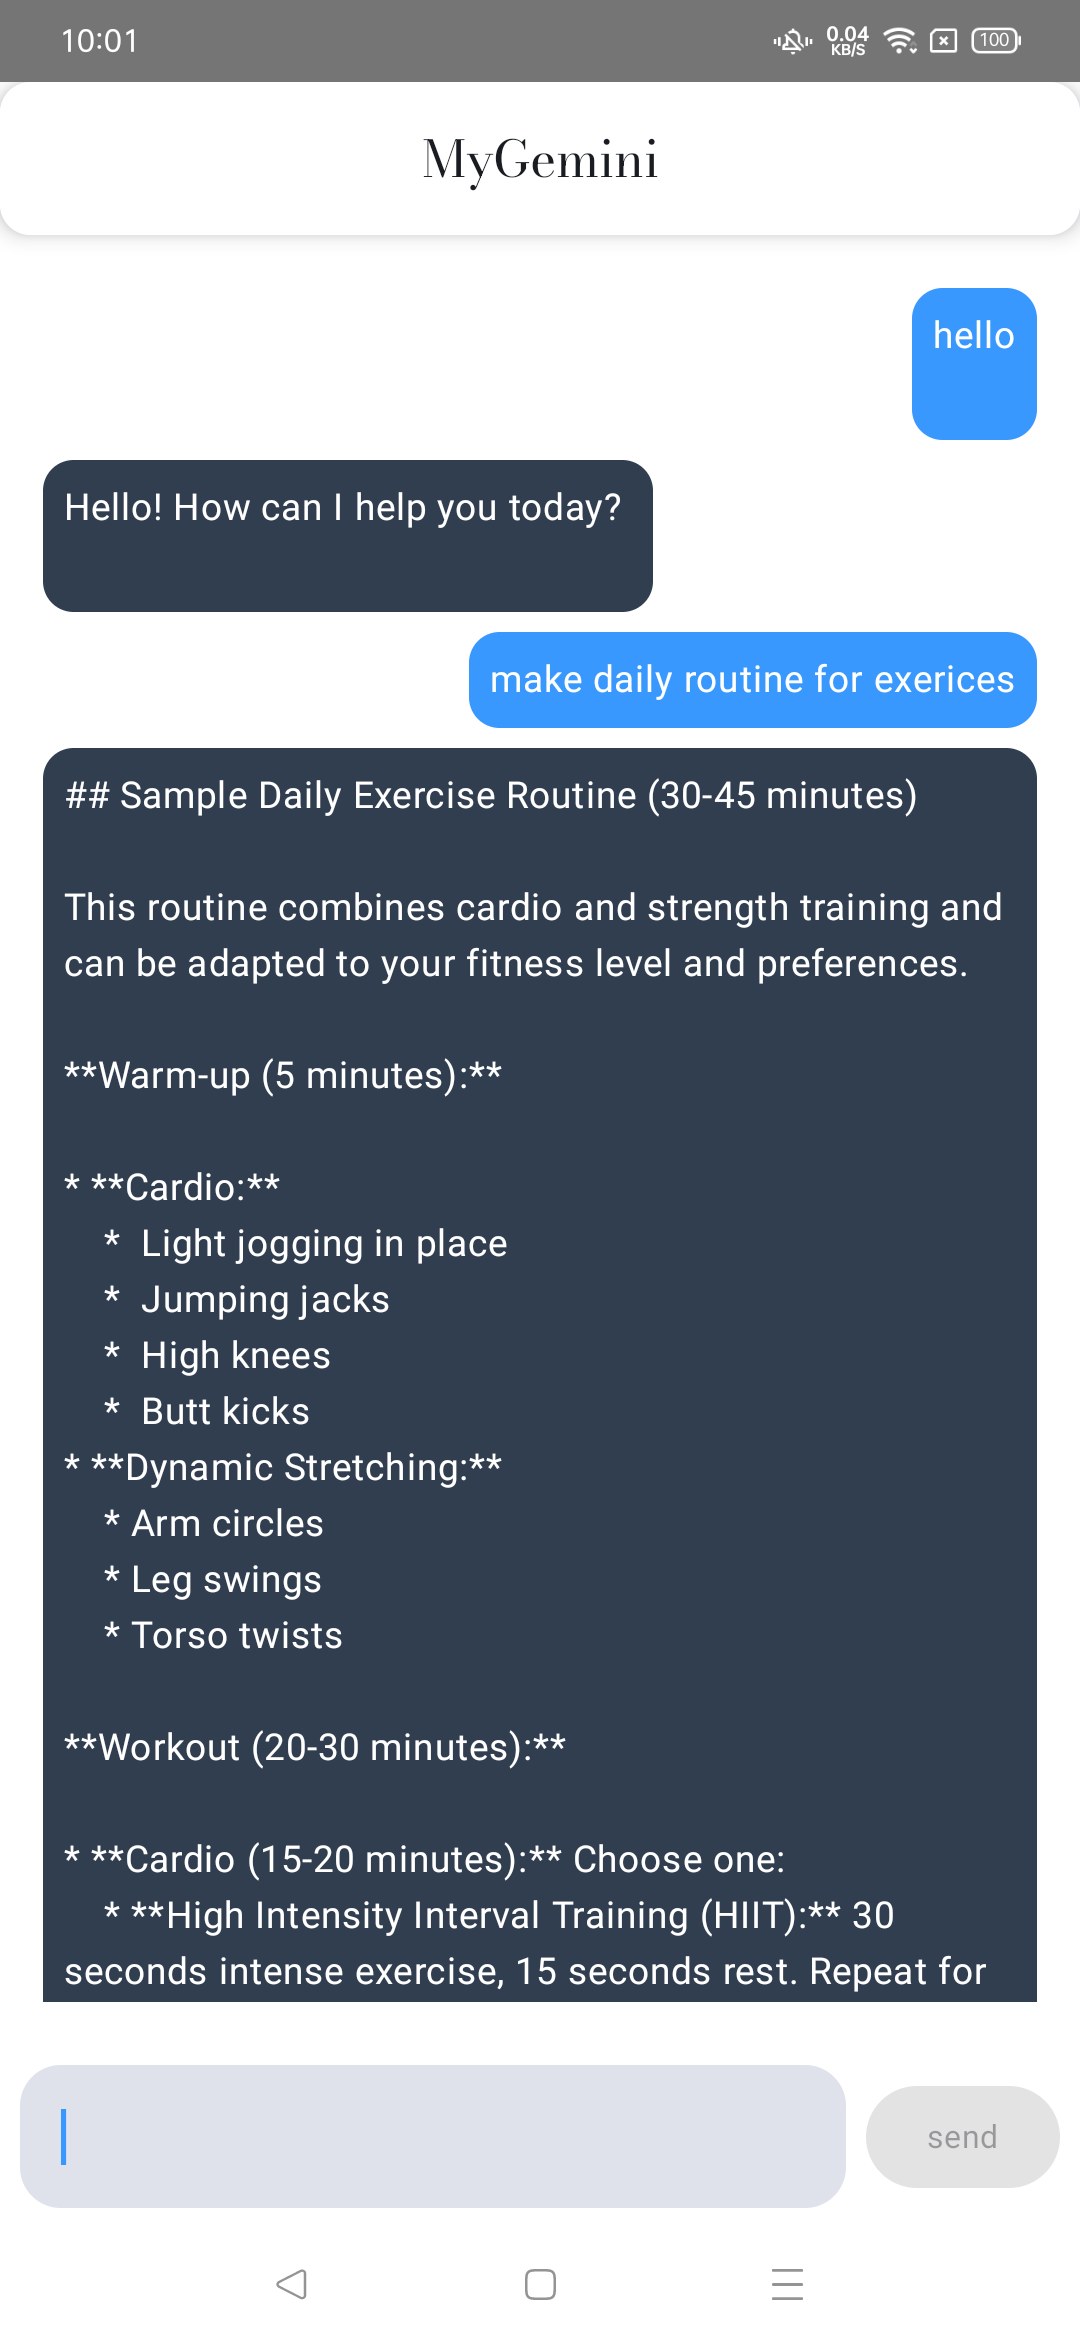 10:01
0.04
KB/S
100
MyGemini
hello
Hello! How can I help you today?
make daily routine for exerices
## Sample Daily Exercise Routine (30-45 minutes)
This routine combines cardio and strength training and
can be adapted to your fitness level and preferences.
**Warm-up (5 minutes):**
* **Cardio:**
* Light jogging in place
* Jumping jacks
* High knees
* Butt kicks
* **Dynamic Stretching:**
* Arm circles
* Leg swings
* Torso twists
**Workout (20-30 minutes):**
* **Cardio (15-20 minutes):** Choose one:
* **High Intensity Interval Training (HIIT):** 30
seconds intense exercise, 15 seconds rest. Repeat for
send